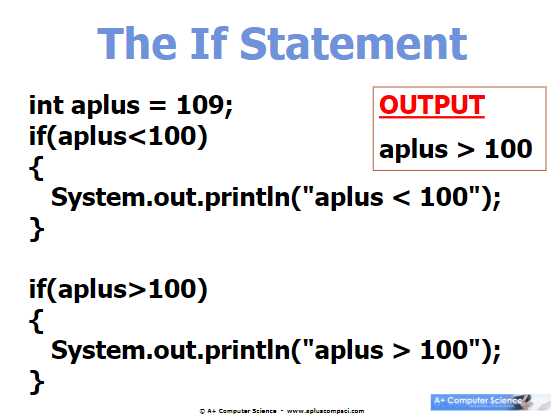 The If Statement
int aplus = 109;
if(aplus<100)
{
System.out.println("aplus < 100");
}
if(aplus>100)
{
System.out.println("aplus > 100");
}
OUTPUT
aplus > 100
A+ Computer Science
© A+ Computer Science - www.apluscompsci.com